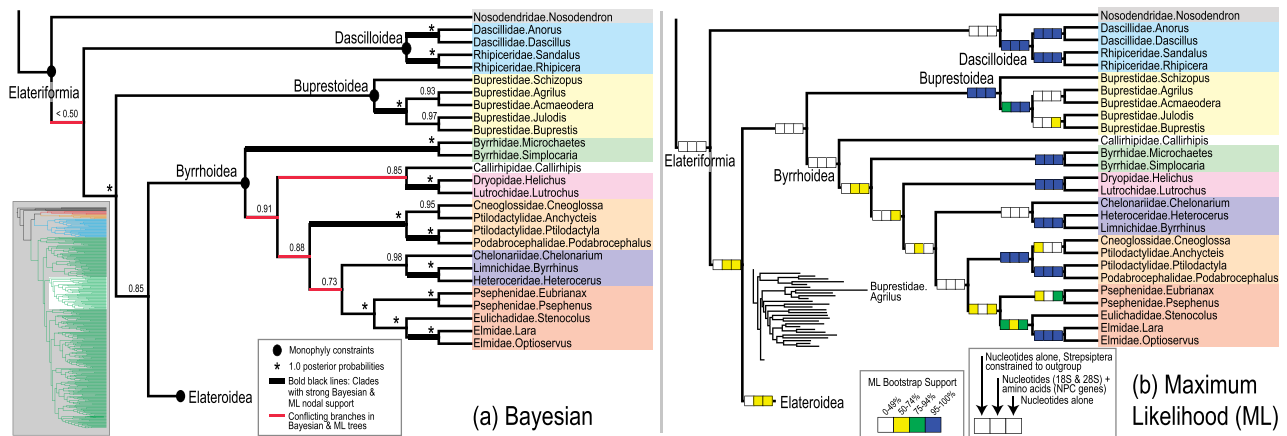 Nosodendridae.Nosodendron
Dascillidae.Anorus
Dascillidae.Dascillus
Rhipiceridae.Sandalus
Rhipiceridae.Rhipicera
Buprestidae.Schizopus
Buprestidae.Agrilus
Buprestidae.Acmaeodera
Buprestidae.Julodis
Buprestidae.Buprestis
Byrrhidae.Microchaetes
Byrrhidae.Simplocaria
Callirhipidae.Callirhipis
Dryopidae.Helichus
Lutrochidae.Lutrochus
Cneoglossidae.Cneoglossa
Ptilodactylidae.Anchycteis
Ptilodactylidae.Ptilodactyla
Podabrocephalidae.Podabrocephalus
Chelonariidae.Chelonarium
Limnichidae.Byrrhinus
Heteroceridae.Heterocerus
Psephenidae.Eubrianax
Psephenidae.Psephenus
Eulichadidae.Stenocolus
Elmidae.Lara
Elmidae.Optioservus
Elateriformia
< 0.50
Dascilloidea
*
*
Buprestoidea
0.93
*
0.97
*
Byrrhoidea
*
0.85
*
0.91
0.95
*
*
0.88
0.98
*
0.73
*
*
*
*
0.85
Elateroidea
Monophyly constraints
* 1.0 posterior probabilities
Bold black lines: Clades
with strong Bayesian &
ML nodal support
Conflicting branches in
Bayesian & ML trees
(a) Bayesian
Nosodendridae.Nosodendron
Dascillidae.Anorus
Dascillidae.Dascillus
Rhipiceridae.Sandalus
Rhipiceridae.Rhipicera
Buprestidae.Schizopus
Buprestidae.Agrilus
Buprestidae.Acmaeodera
Buprestidae.Julodis
Buprestidae.Buprestis
Callirhipidae.Callirhipis
Byrrhidae.Microchaetes
Byrrhidae.Simplocaria
Dryopidae.Helichus
Lutrochidae.Lutrochus
Chelonariidae.Chelonarium
Heteroceridae.Heterocerus
Limnichidae.Byrrhinus
Cneoglossidae.Cneoglossa
Ptilodactylidae.Anchycteis
Ptilodactylidae.Ptilodactyla
Podabrocephalidae.Podabrocephalus
Psephenidae.Eubrianax
Psephenidae.Psephenus
Eulichadidae.Stenocolus
Elmidae.Lara
Elmidae.Optioservus
Dascilloidea
Buprestoidea
Elateriformia
Byrrhoidea
Buprestidae.
Agrilus
Elateroidea
ML Bootstrap Support
0-49%
50-74%
75-94%
95-100%
Nucleotides alone, Strepsiptera
constrained to outgroup
Nucleotides (18S & 28S) +
amino acids (NPC genes)
Nucleotides alone
(b) Maximum
Likelihood (ML)